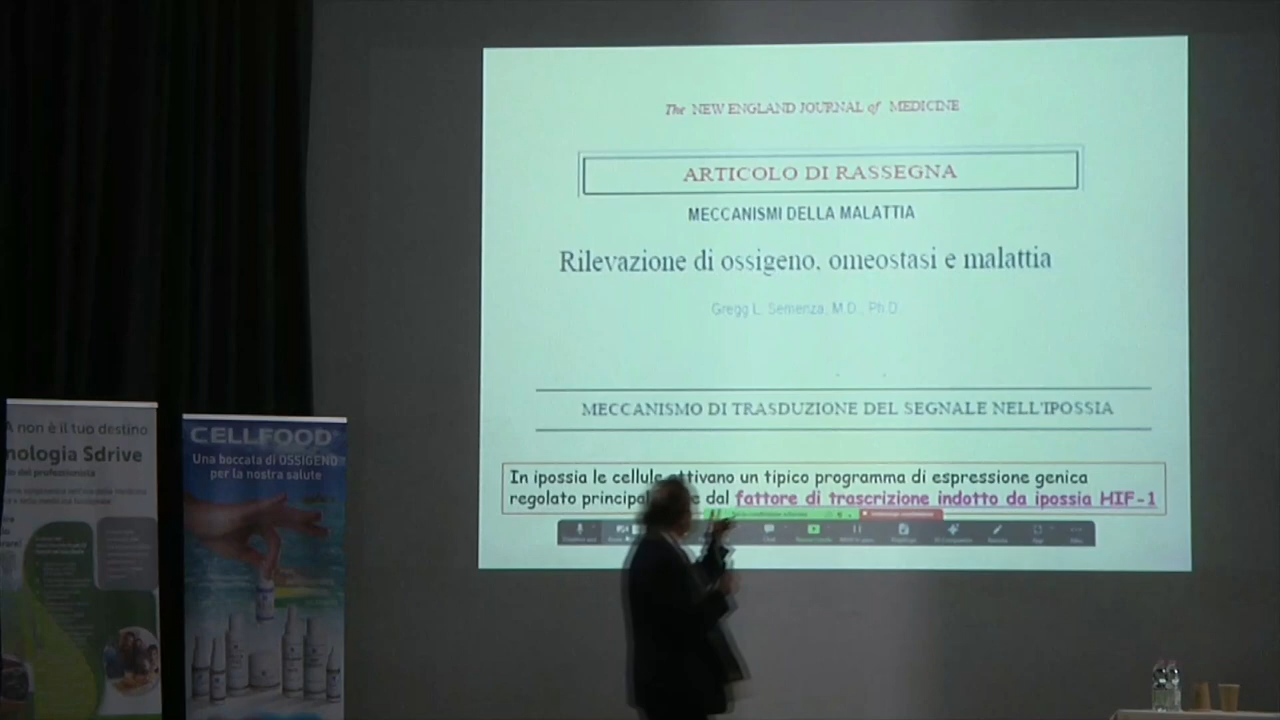 The NEW ENGLAND JOURNAL of MEDICINE
ARTICOLO DI RASSEGNA
MECCANISMI DELLA MALATTIA
Rilevazione di ossigeno, omeostasi e malattia
Gregg L. Semenza, M.D., Ph.D
MECCANISMO DI TRASDUZIONE DEL SEGNALE NELL'IPOSSIA
In ipossia le cellule attivano un tipico programma di espressione genica
regolato dal fattore di trascrizione indotto da ipossia HIF-1
A non è il tuo destino
nologia Sdrive
del professionista
CELLFOOD
Una boccata di OSSIGENO
per la nostra salute